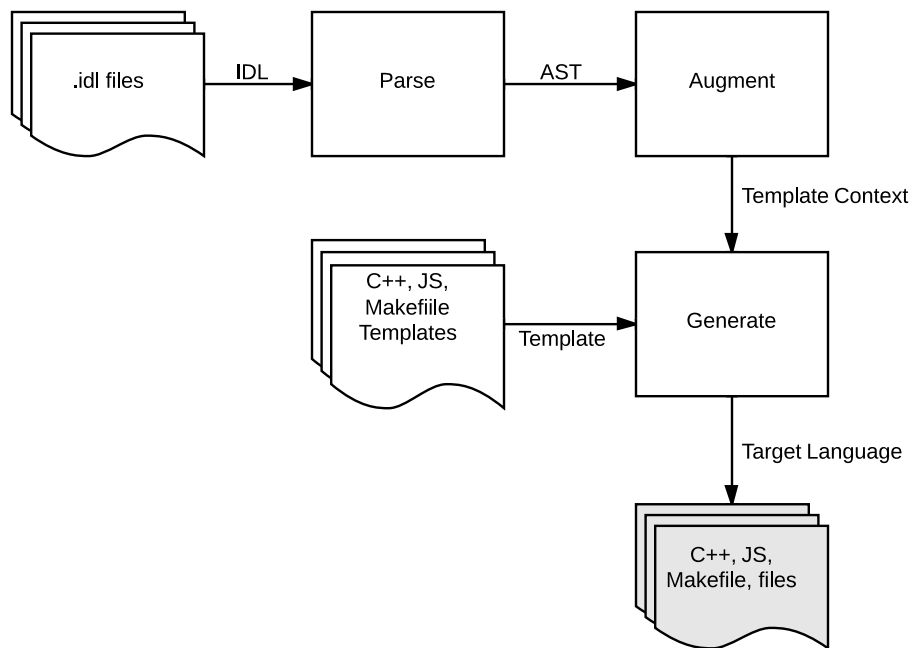 .idl files
IDL
Parse
AST
Augment
Template Context
C++, JS,
Makefiile
Templates
Template
Generate
Target Language
C++, JS,
Makefile, files